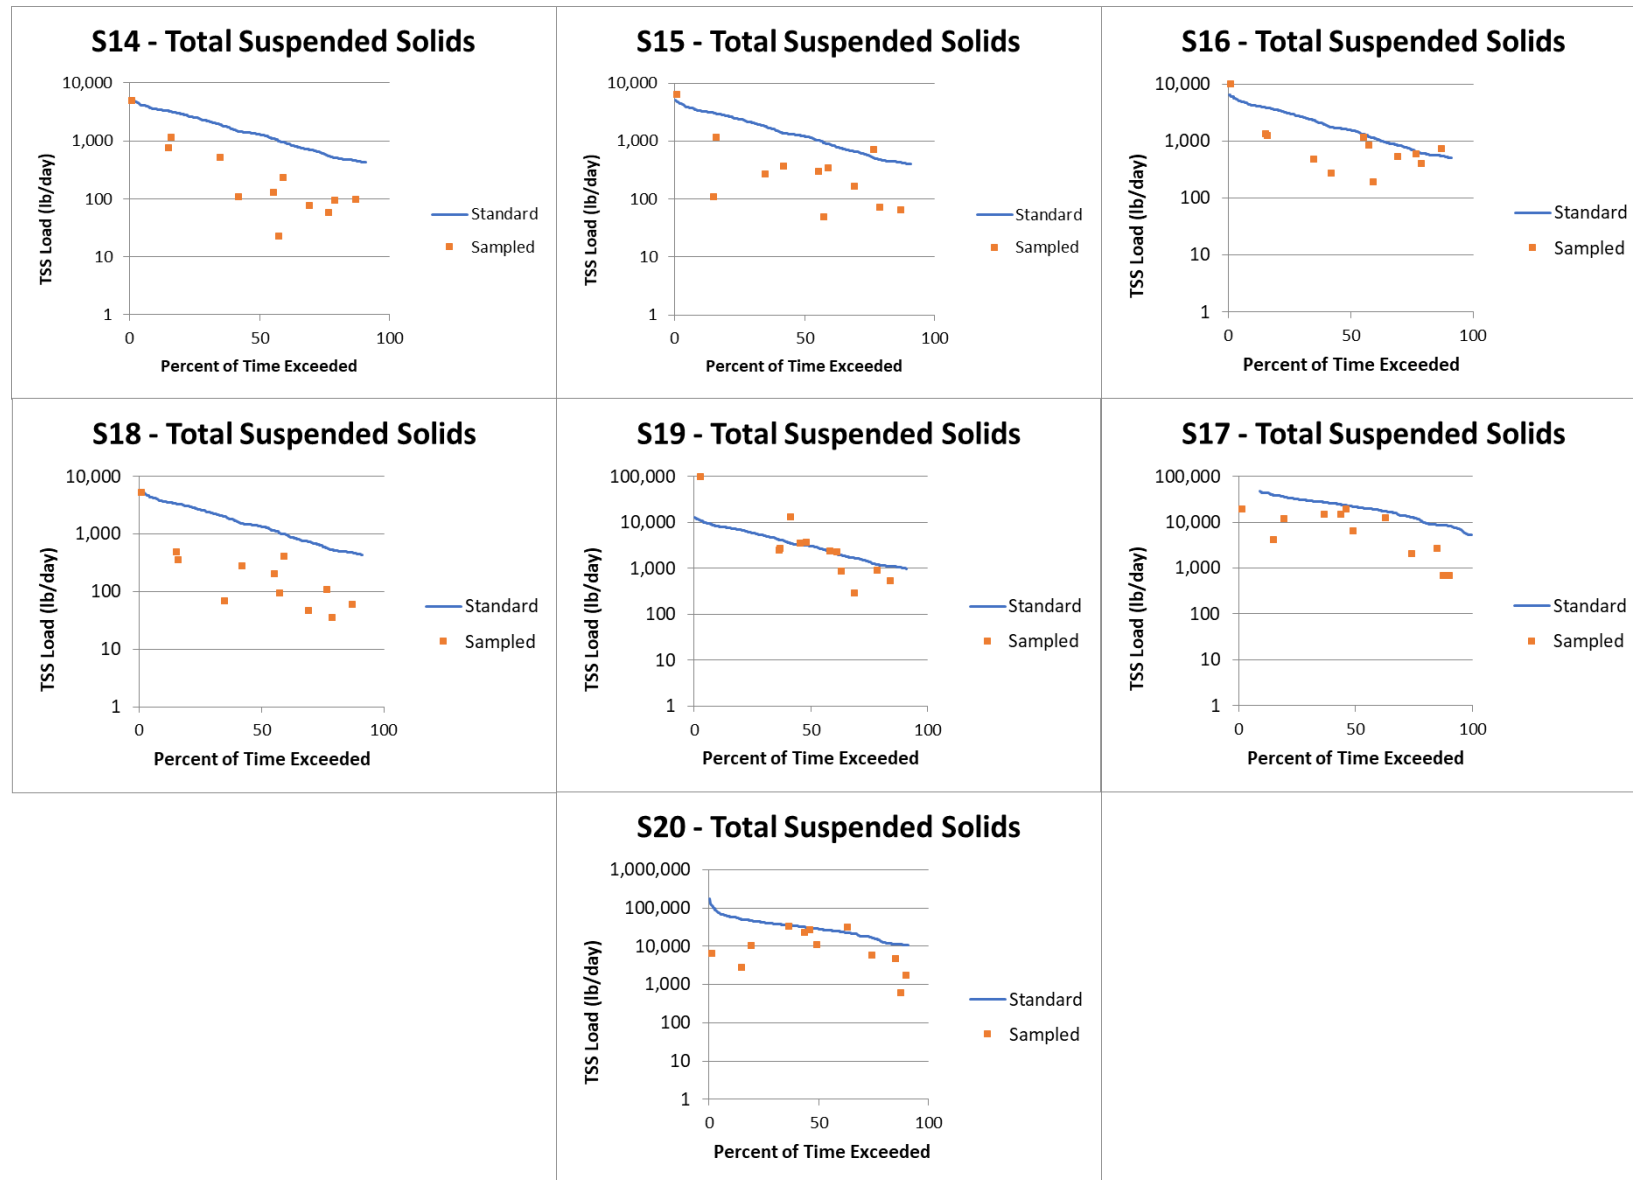 S14 - Total Suspended Solids
10,000
1,000
100
10
1
TSS Load (lb/day)
0 50 100
Percent of Time Exceeded
Standard
Sampled
S15 - Total Suspended Solids
10,000
1,000
100
10
1
TSS Load (lb/day)
0 50 100
Percent of Time Exceeded
Standard
Sampled
S16 - Total Suspended Solids
10,000
1,000
100
10
1
TSS Load (lb/day)
0 50 100
Percent of Time Exceeded
Standard
Sampled
S18 - Total Suspended Solids
10,000
1,000
100
10
1
TSS Load (lb/day)
0 50 100
Percent of Time Exceeded
Standard
Sampled
S19 - Total Suspended Solids
100,000
10,000
1,000
100
10
1
TSS Load (lb/day)
0 50 100
Percent of Time Exceeded
Standard
Sampled
S17 - Total Suspended Solids
100,000
10,000
1,000
100
10
1
TSS Load (lb/day)
0 50 100
Percent of Time Exceeded
Standard
Sampled
S20 - Total Suspended Solids
1,000,000
100,000
10,000
1,000
100
10
1
TSS Load (lb/day)
0 50 100
Percent of Time Exceeded
Standard
Sampled